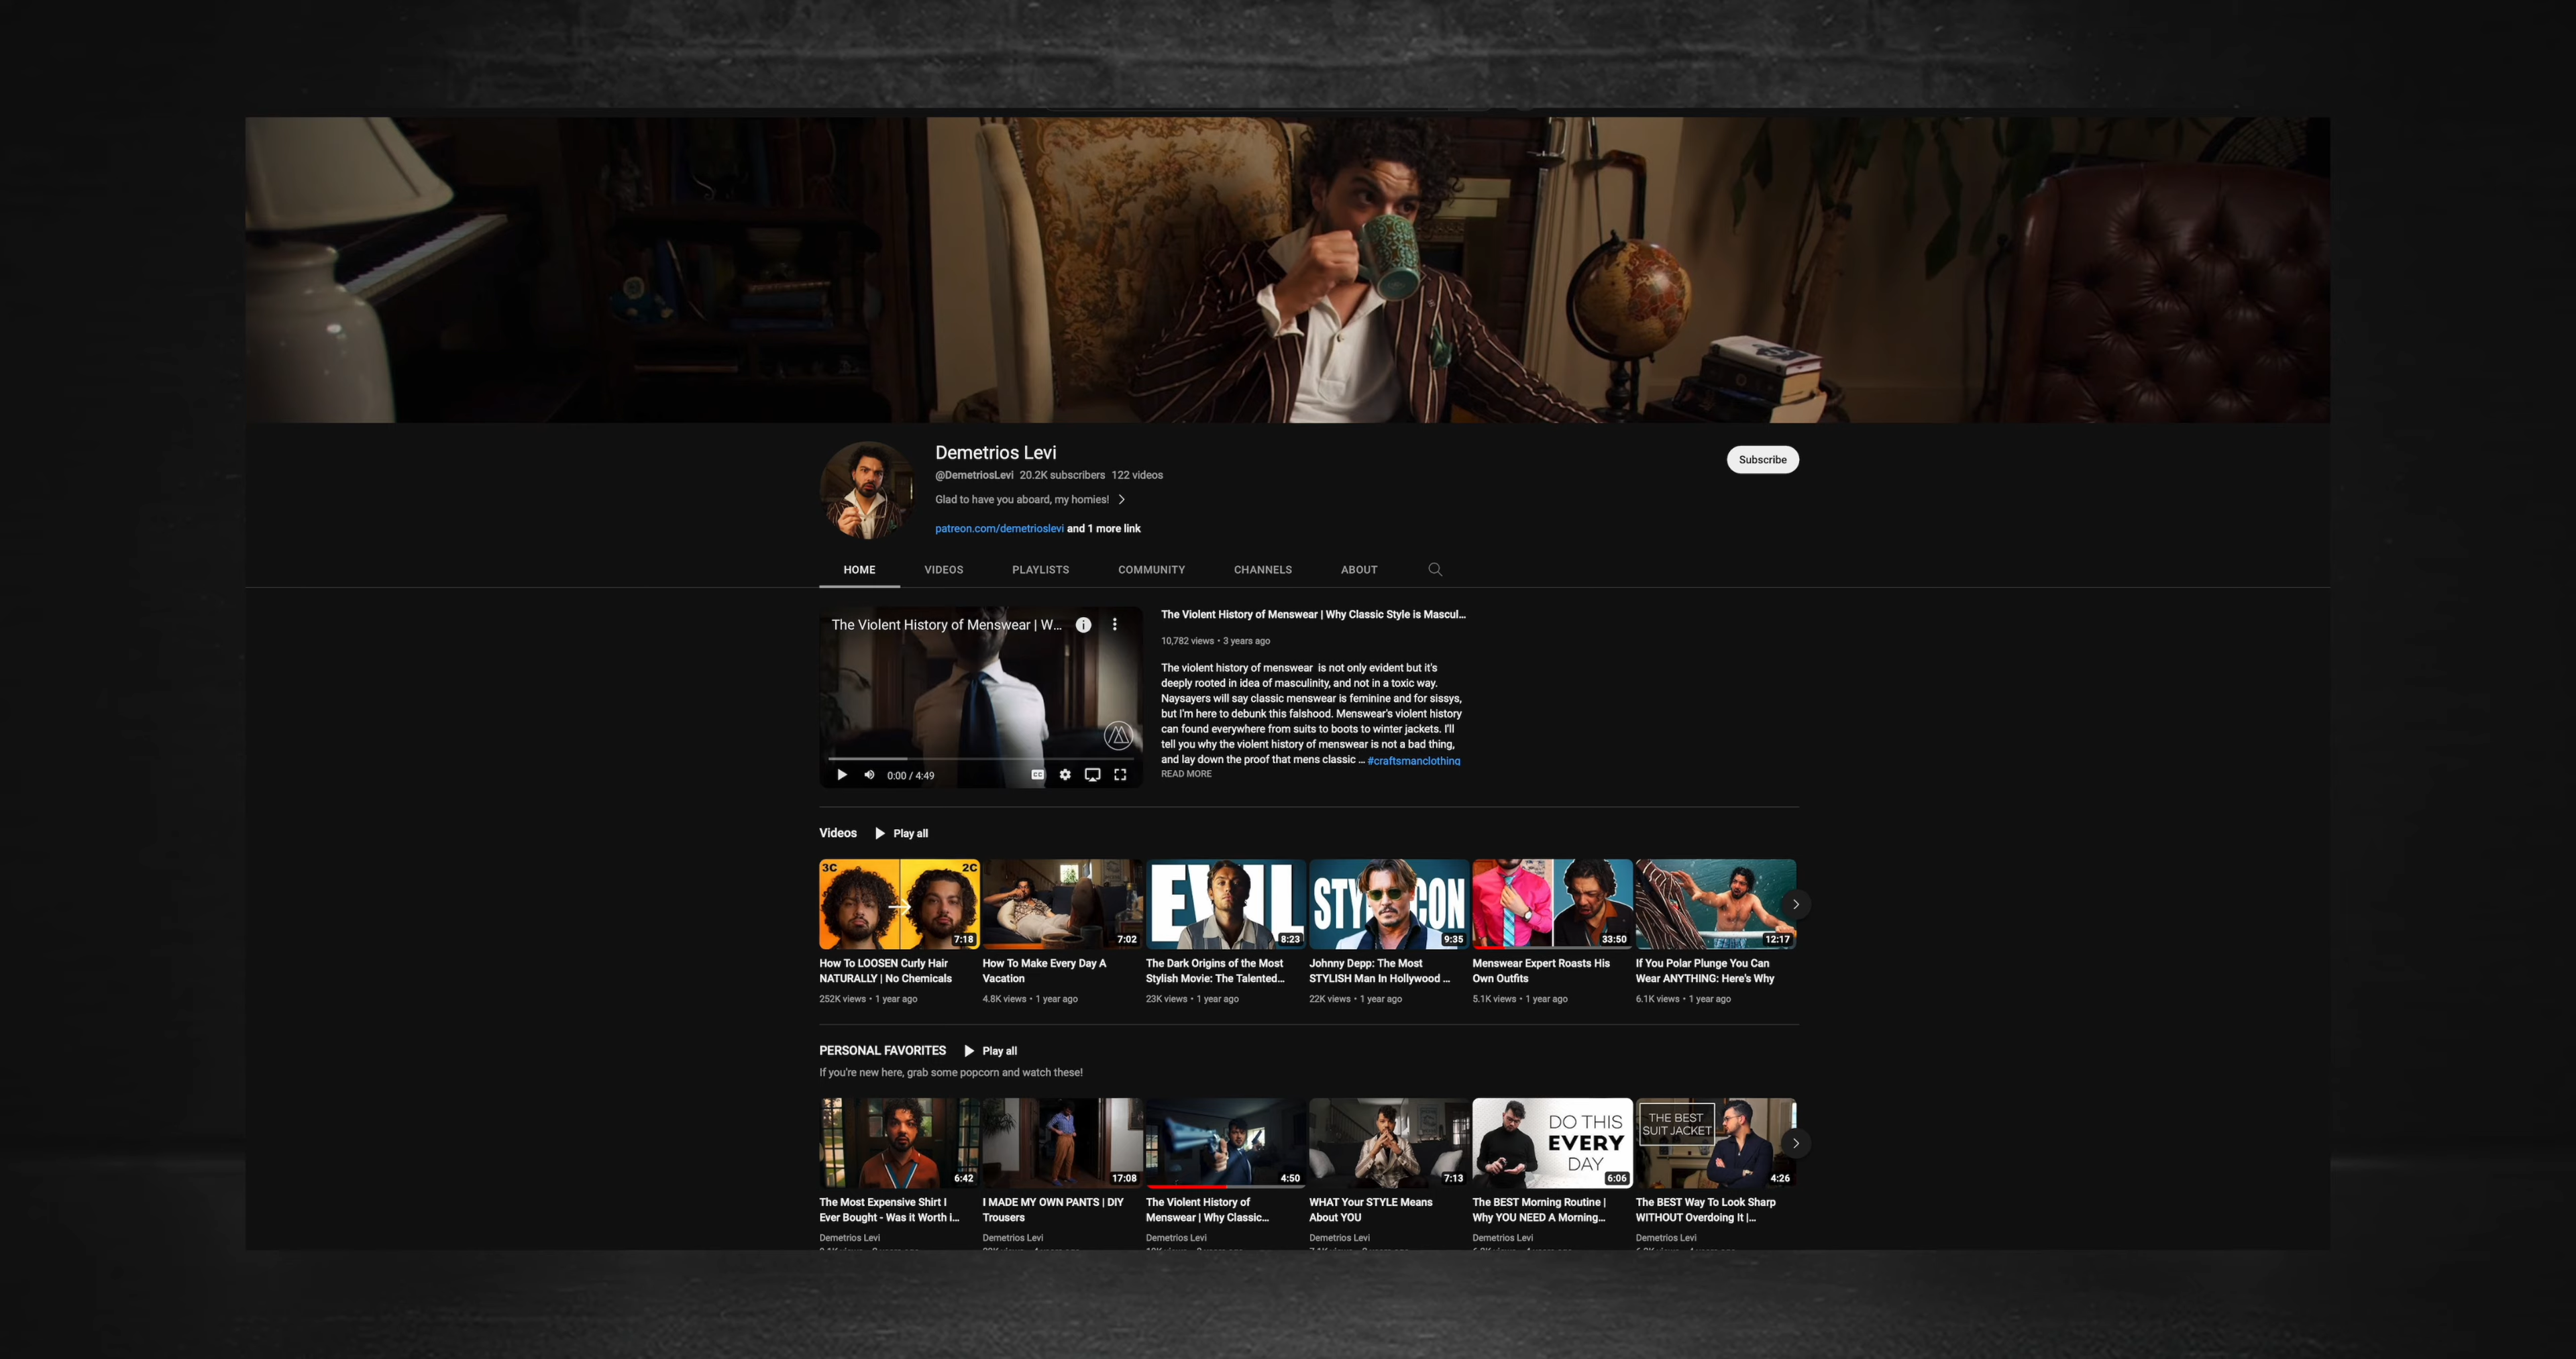 Demetrios Levi
@DemetriosLevi 20.2K subscribers 122 videos
Glad to have you aboard, my homies!
patreon.com/demetrioslevi and 1 more link
Subscribe
HOME VIDEOS PLAYLISTS COMMUNITY CHANNELS ABOUT
The Violent History of Menswear | W...
0:00 / 4:49
The Violent History of Menswear | Why Classic Style is Mascul...
10,782 views • 3 years ago
The violent history of menswear is not only evident but it's
deeply rooted in idea of masculinity, and not in a toxic way.
Naysayers will say classic menswear is feminine and for sissys,
but I'm here to debunk this falshood. Menswear's violent history
can found everywhere from suits to boots to winter jackets. I'll
tell you why the violent history of menswear is not a bad thing,
and lay down the proof that mens classic ... #craftsmanclothing
READ MORE
Videos Play all
3C 2C
7:18
7:02
EVIL
8:23
STYLE ICON
9:35
33:50
12:17
How To LOOSEN Curly Hair
NATURALLY | No Chemicals
252K views • 1 year ago
How To Make Every Day A
Vacation
4.8K views • 1 year ago
The Dark Origins of the Most
Stylish Movie: The Talented...
23K views • 1 year ago
Johnny Depp: The Most
STYLISH Man In Hollywood ...
22K views • 1 year ago
Menswear Expert Roasts His
Own Outfits
5.1K views • 1 year ago
If You Polar Plunge You Can
Wear ANYTHING: Here's Why
6.1K views • 1 year ago
PERSONAL FAVORITES Play all
If you're new here, grab some popcorn and watch these!
6:42
17:08
4:50
7:13
DO THIS
EVERY
DAY
6:06
THE BEST
SUIT JACKET
4:26
The Most Expensive Shirt I
Ever Bought - Was it Worth i...
Demetrios Levi
I MADE MY OWN PANTS | DIY
Trousers
Demetrios Levi
The Violent History of
Menswear | Why Classic...
Demetrios Levi
WHAT Your STYLE Means
About YOU
Demetrios Levi
The BEST Morning Routine |
Why YOU NEED A Morning...
Demetrios Levi
The BEST Way To Look Sharp
WITHOUT Overdoing It |...
Demetrios Levi